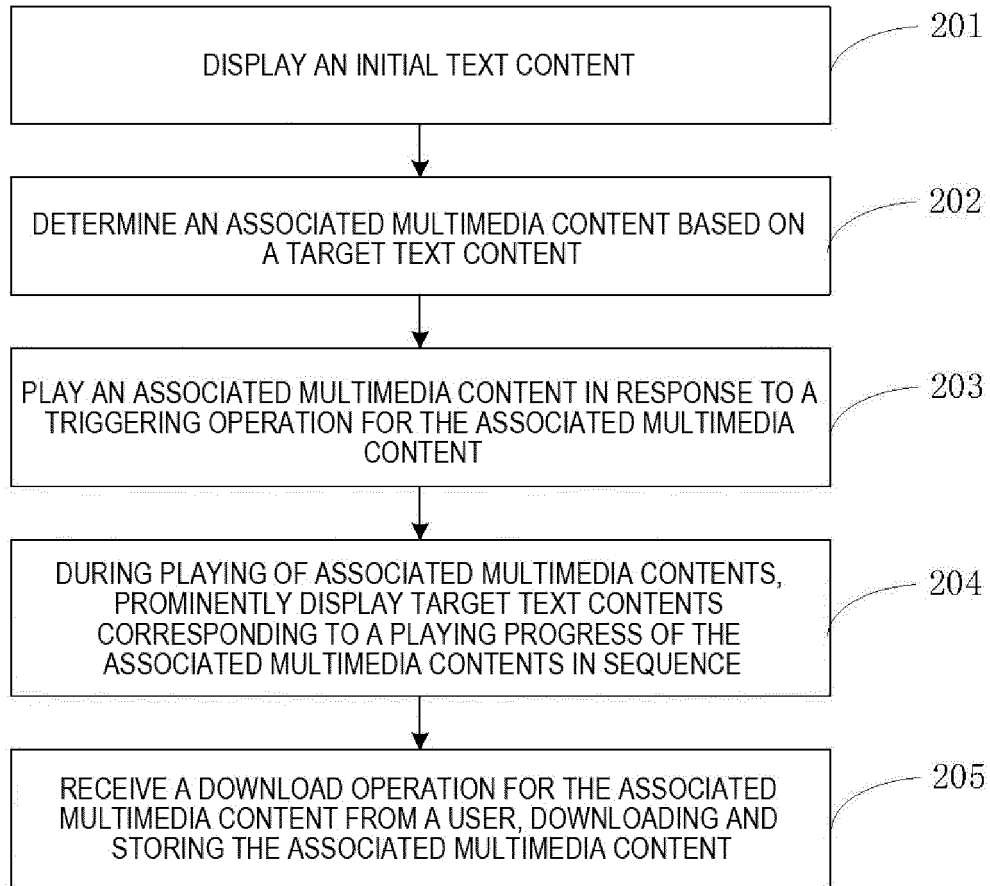 DISPLAY AN INITIAL TEXT CONTENT
201
DETERMINE AN ASSOCIATED MULTIMEDIA CONTENT BASED ON
A TARGET TEXT CONTENT
202
PLAY AN ASSOCIATED MULTIMEDIA CONTENT IN RESPONSE TO A
TRIGGERING OPERATION FOR THE ASSOCIATED MULTIMEDIA
CONTENT
203
DURING PLAYING OF ASSOCIATED MULTIMEDIA CONTENTS,
PROMINENTLY DISPLAY TARGET TEXT CONTENTS
CORRESPONDING TO A PLAYING PROGRESS OF THE
ASSOCIATED MULTIMEDIA CONTENTS IN SEQUENCE
204
RECEIVE A DOWNLOAD OPERATION FOR THE ASSOCIATED
MULTIMEDIA CONTENT FROM A USER, DOWNLOADING AND
STORING THE ASSOCIATED MULTIMEDIA CONTENT
205